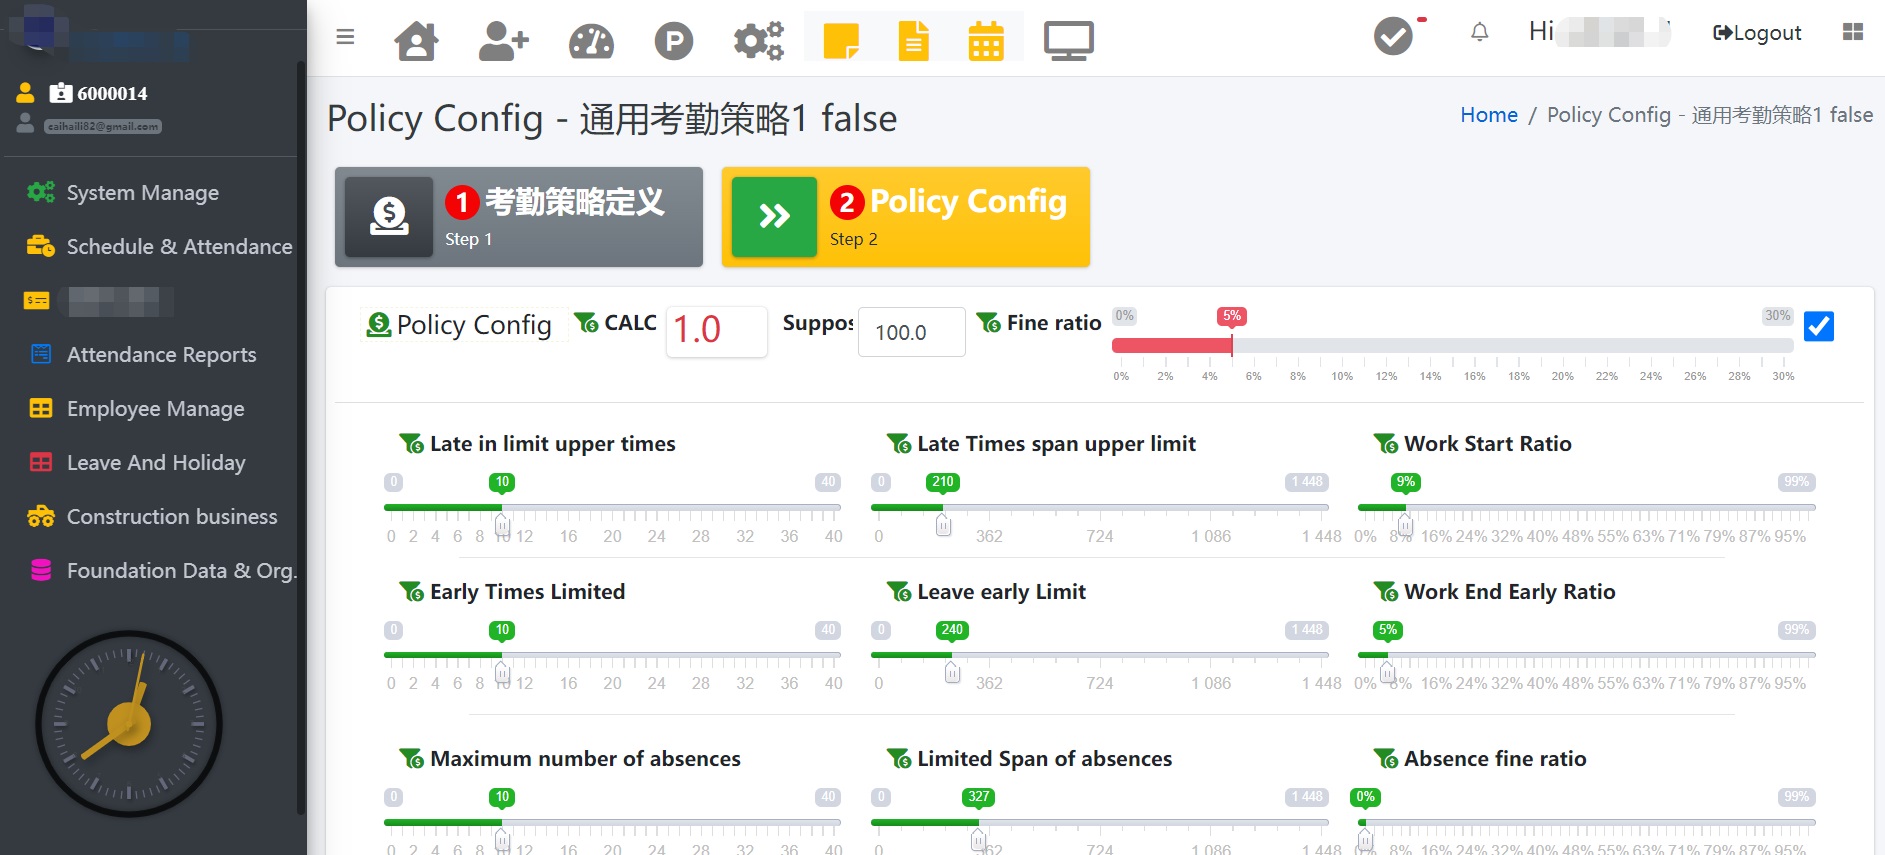 Hi
Logout
6000014
caihailli82@gmail.com
System Manage
Schedule & Attendance
Attendance Reports
Employee Manage
Leave And Holiday
Construction business
Foundation Data & Org.
Policy Config - 通用考勤策略1 false
Home / Policy Config - 通用考勤策略1 false
1 考勤策略定义
Step 1
2 Policy Config
Step 2
Policy Config
CALC
1.0
Suppos
100.0
Fine ratio
0% 5% 30%
0% 2% 4% 6% 8% 10% 12% 14% 16% 18% 20% 22% 24% 26% 28% 30%
Late in limit upper times
0 10 40
0 2 4 6 8 10 12 16 20 24 28 32 36 40
Late Times span upper limit
0 210 1 448
0 362 724 1 086 1 448
Work Start Ratio
9% 99%
0% 8% 16% 24% 32% 40% 48% 55% 63% 71% 79% 87% 95%
Early Times Limited
0 10 40
0 2 4 6 8 10 12 16 20 24 28 32 36 40
Leave early Limit
0 240 1 448
0 362 724 1 086 1 448
Work End Early Ratio
5% 99%
0% 8% 16% 24% 32% 40% 48% 55% 63% 71% 79% 87% 95%
Maximum number of absences
0 10 40
0 2 4 6 8 10 12 16 20 24 28 32 36 40
Limited Span of absences
0 327 1 448
0 362 724 1 086 1 448
Absence fine ratio
0% 99%
0% 8% 16% 24% 32% 40% 48% 55% 63% 71% 79% 87% 95%